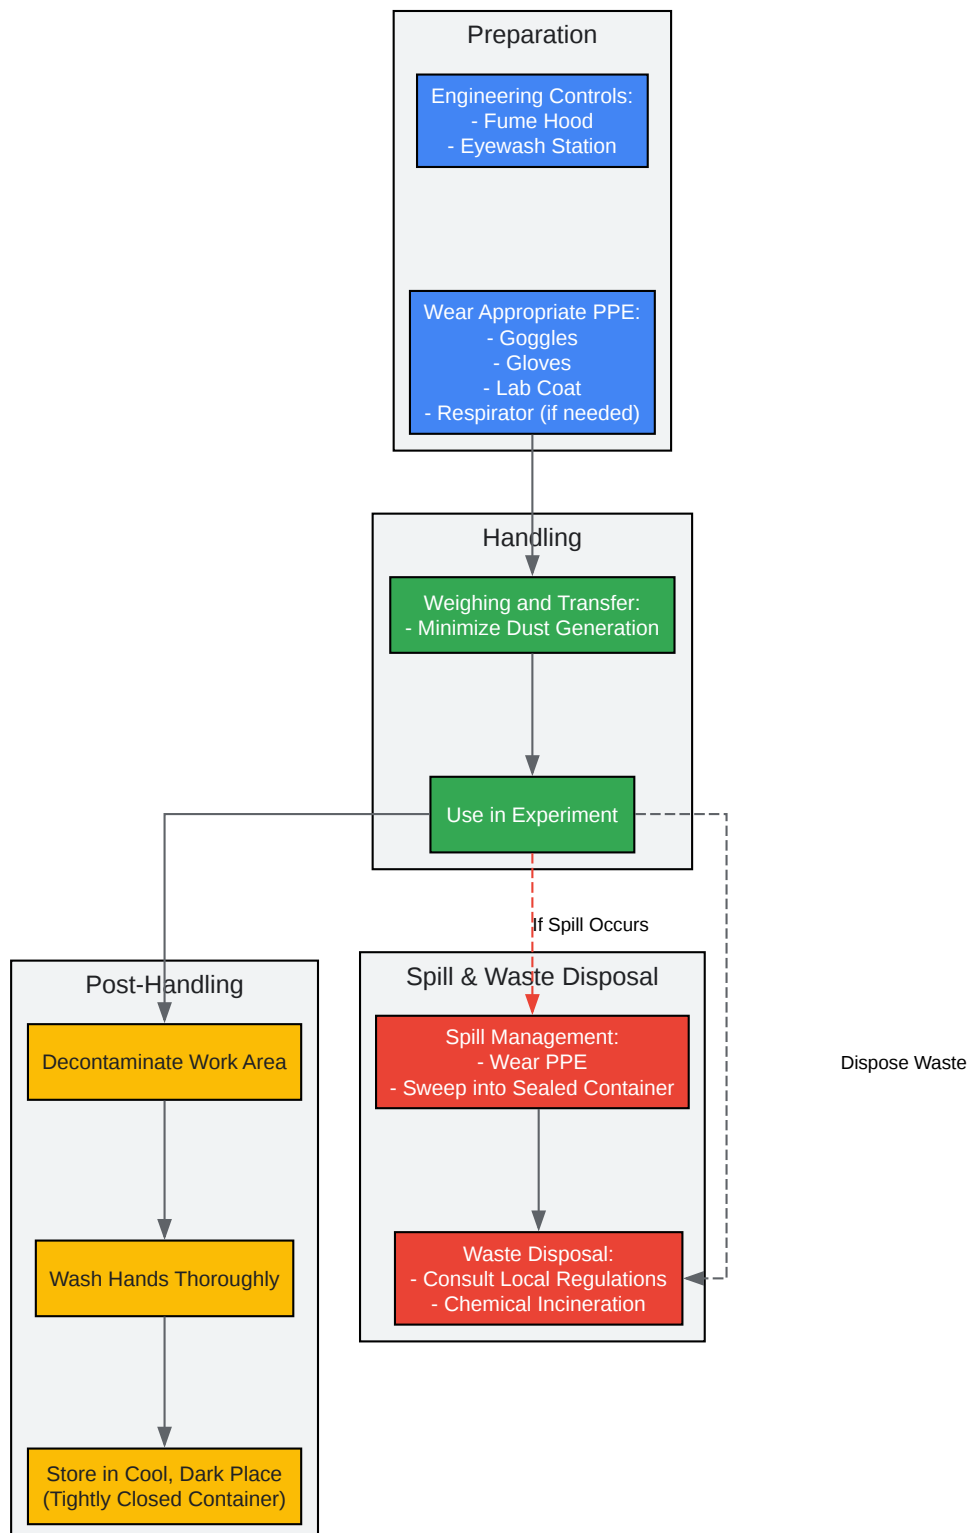 Preparation
Engineering Controls:
- Fume Hood
- Eyewash Station
Wear Appropriate PPE:
- Goggles
- Gloves
- Lab Coat
- Respirator (if needed)
Handling
Weighing and Transfer:
- Minimize Dust Generation
Use in Experiment
If Spill Occurs
Post-Handling
Decontaminate Work Area
Wash Hands Thoroughly
Store in Cool, Dark Place
(Tightly Closed Container)
Spill & Waste Disposal
Spill Management:
- Wear PPE
- Sweep into Sealed Container
Waste Disposal:
- Consult Local Regulations
- Chemical Incineration
Dispose Waste